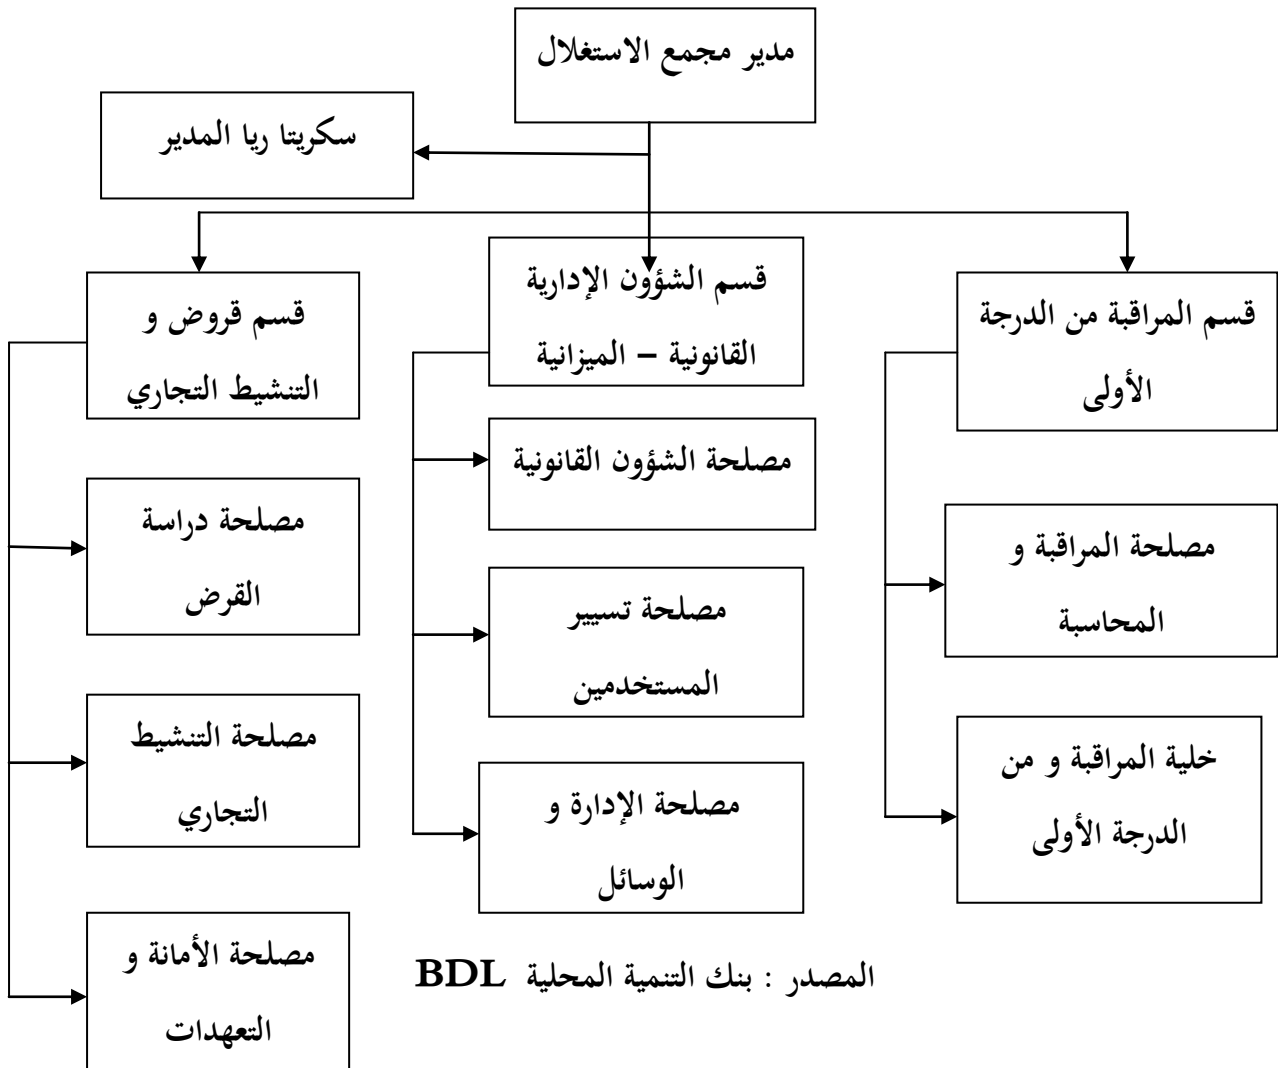 مدير مجمع الاستغلال
سكريتا ريا المدير
قسم المراقبة من الدرجة
الأولى
مصلحة المراقبة و
المحاسبة
خلية المراقبة و من
الدرجة الأولى
قسم الشؤون الإدارية
القانونية – الميزانية
مصلحة الشؤون القانونية
مصلحة تسيير
المستخدمين
مصلحة الإدارة و
الوسائل
قسم قروض و
التنشيط التجاري
مصلحة دراسة
القرض
مصلحة التنشيط
التجاري
مصلحة الأمانة و
التعهدات
المصدر : بنك التنمية المحلية BDL